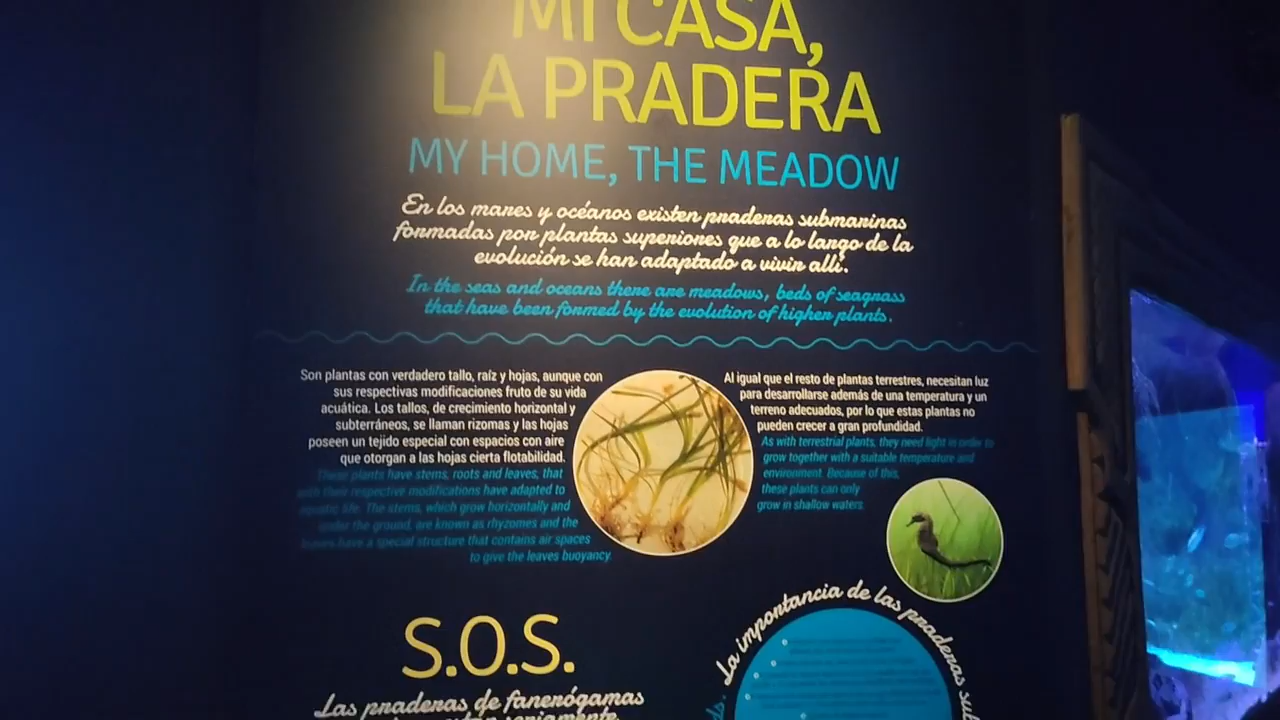 MI CASA,
LA PRADERA
MY HOME, THE MEADOW
En los mares y océanos existen praderas submarinas
formadas por plantas superiores que a lo largo de la
evolución se han adaptado a vivir allí.
In the seas and oceans there are meadows, beds of seagrass
that have been formed by the evolution of higher plants.
Son plantas con verdadero tallo, raíz y hojas, aunque con
sus respectivas modificaciones fruto de su vida
acuática. Los tallos, de crecimiento horizontal y
subterráneos, se llaman rizomas y las hojas
poseen un tejido especial con espacios con aire
que otorgan a las hojas cierta flotabilidad.
These plants have stems, roots and leaves, that
with their respective modifications have adapted to
aquatic life. The stems, which grow horizontally and
under the ground, are known as rhyzomes and the
leaves have a special structure that contains air spaces
to give the leaves buoyancy.
Al igual que el resto de plantas terrestres, necesitan luz
para desarrollarse además de una temperatura y un
terreno adecuados, por lo que estas plantas no
pueden crecer a gran profundidad.
As with terrestrial plants, they need light in order to
grow together with a suitable temperature and
environment. Because of this,
these plants can only
grow in shallow waters.
S.O.S.
Las praderas de fanerógamas
seriamente
La importancia de las praderas